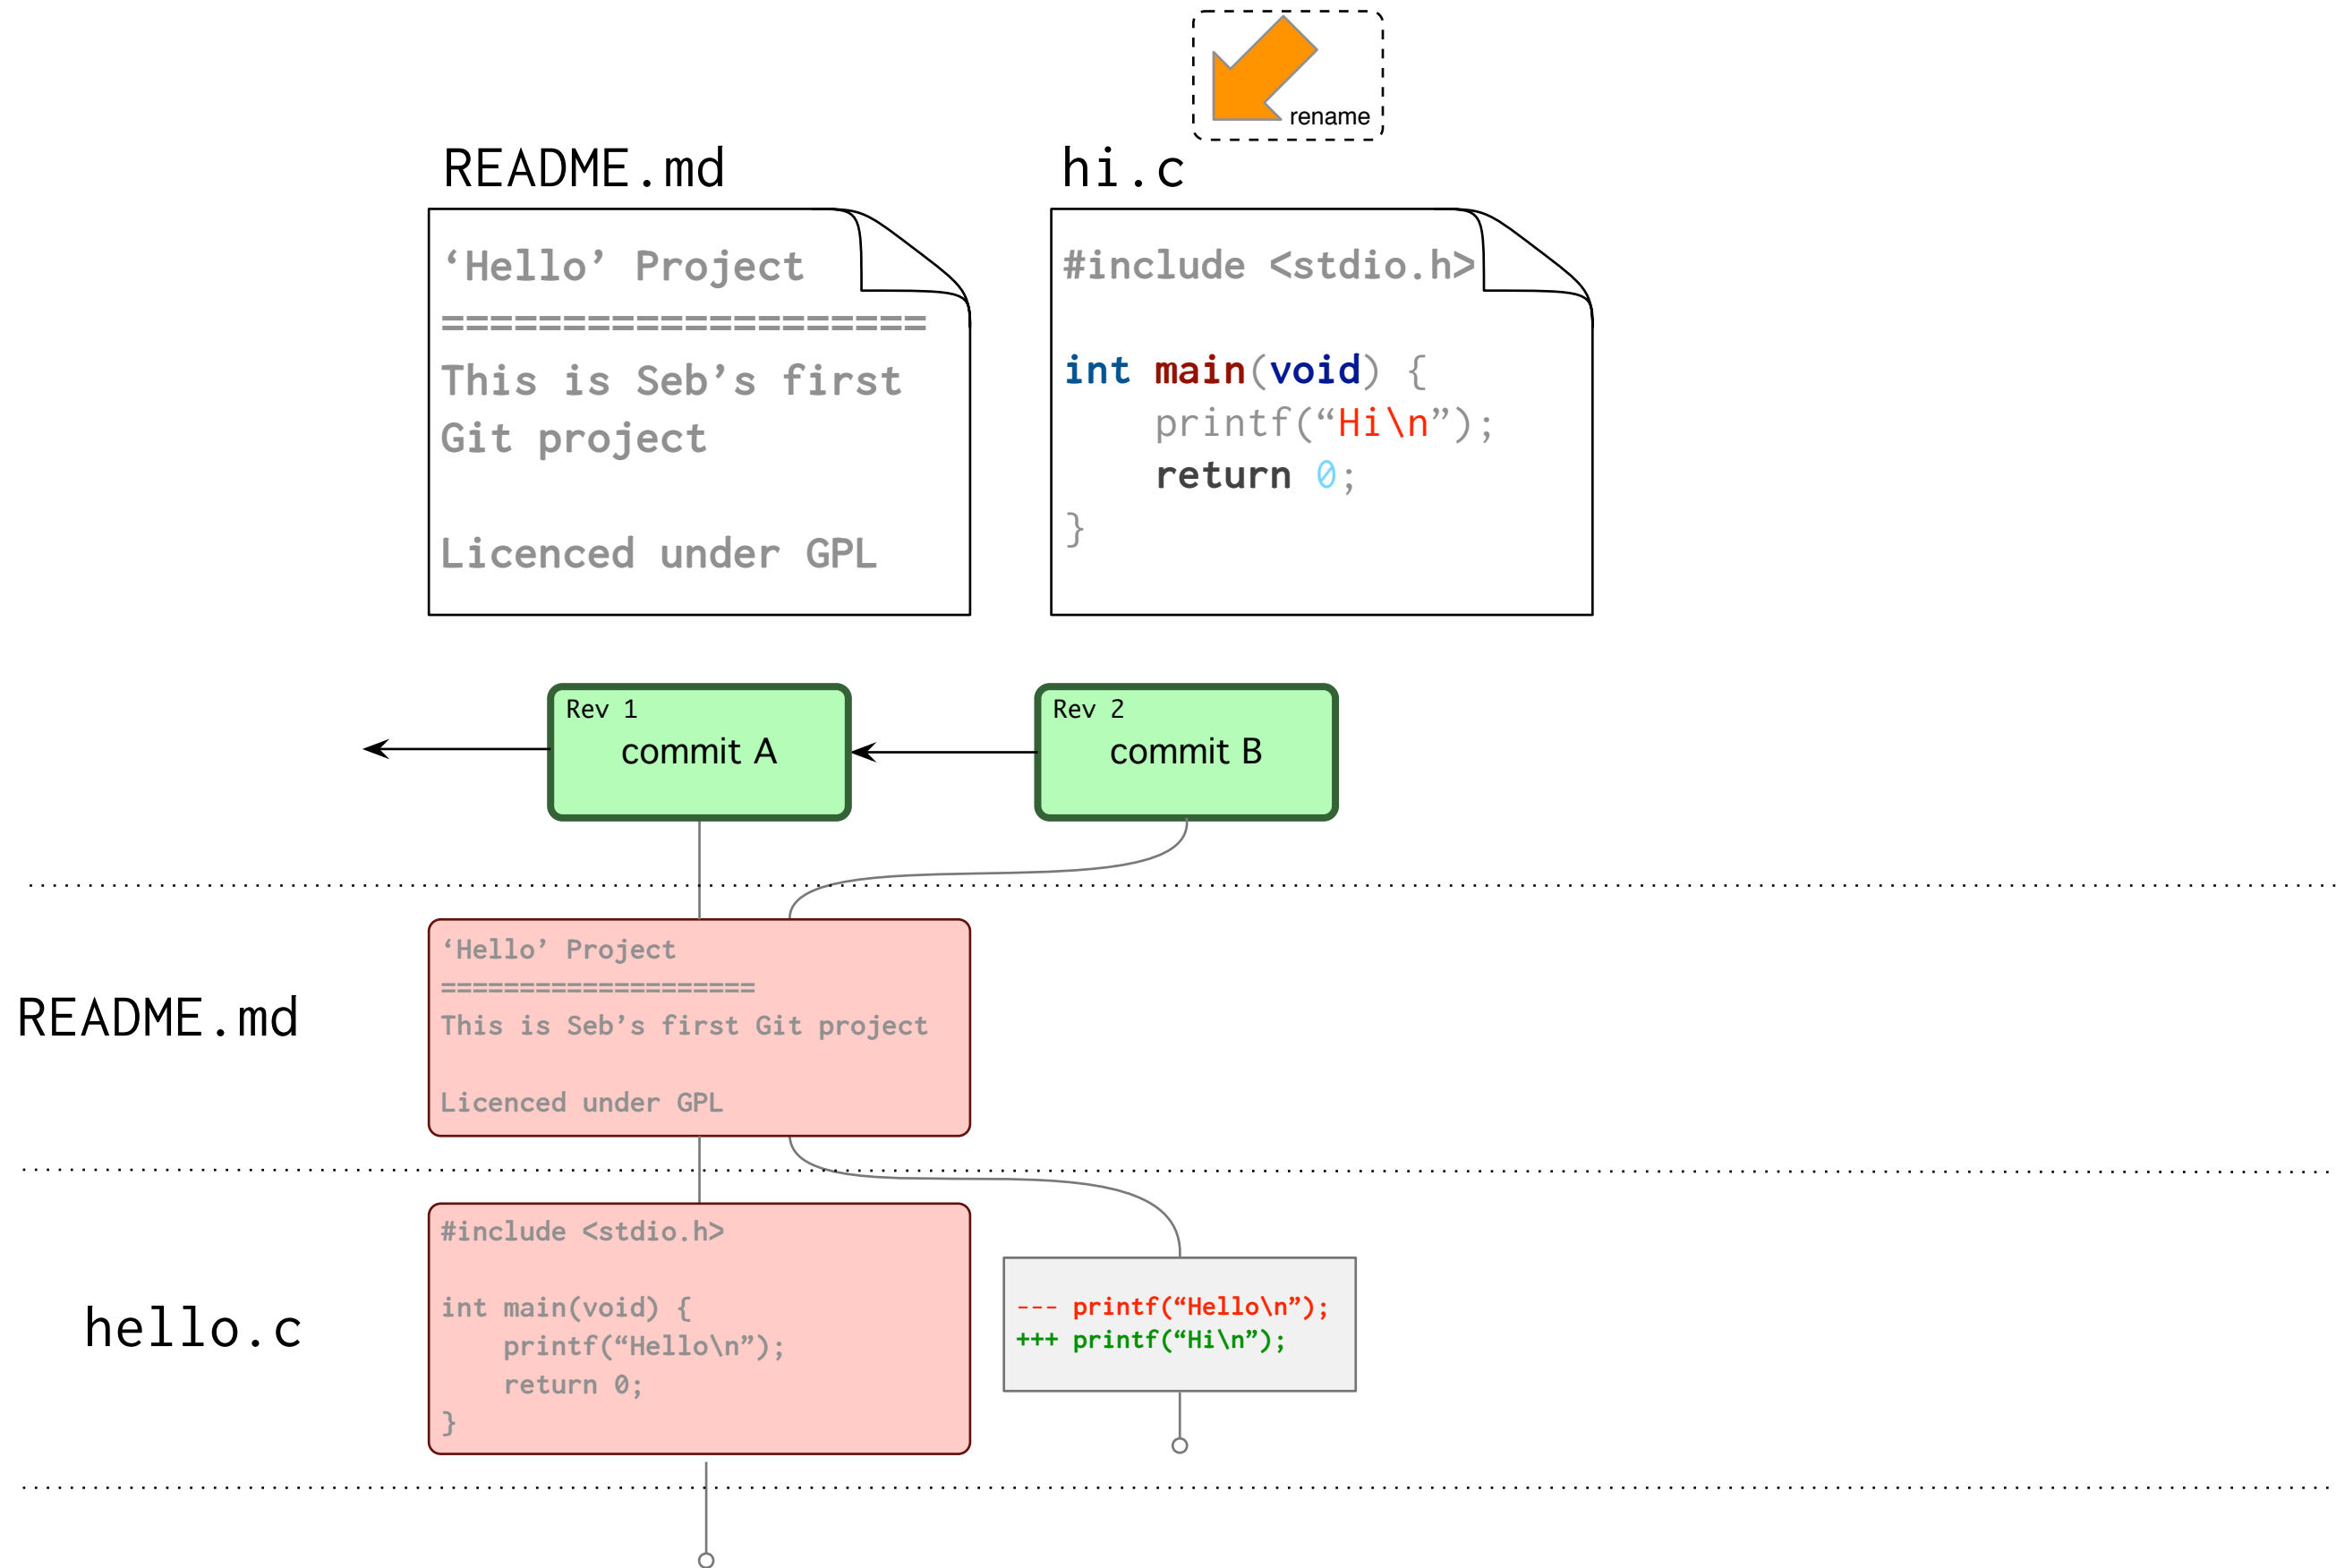 rename
README.md
‘Hello’ Project
====================
This is Seb’s first
Git project
Licenced under GPL
hi.c
#include <stdio.h>
int main(void) {
    printf(“Hi\n”);
    return 0;
}
Rev 1
commit A
Rev 2
commit B
README.md
‘Hello’ Project
====================
This is Seb’s first Git project
Licenced under GPL
hello.c
#include <stdio.h>
int main(void) {
    printf(“Hello\n”);
    return 0;
}
--- printf(“Hello\n”);
+++ printf(“Hi\n”);